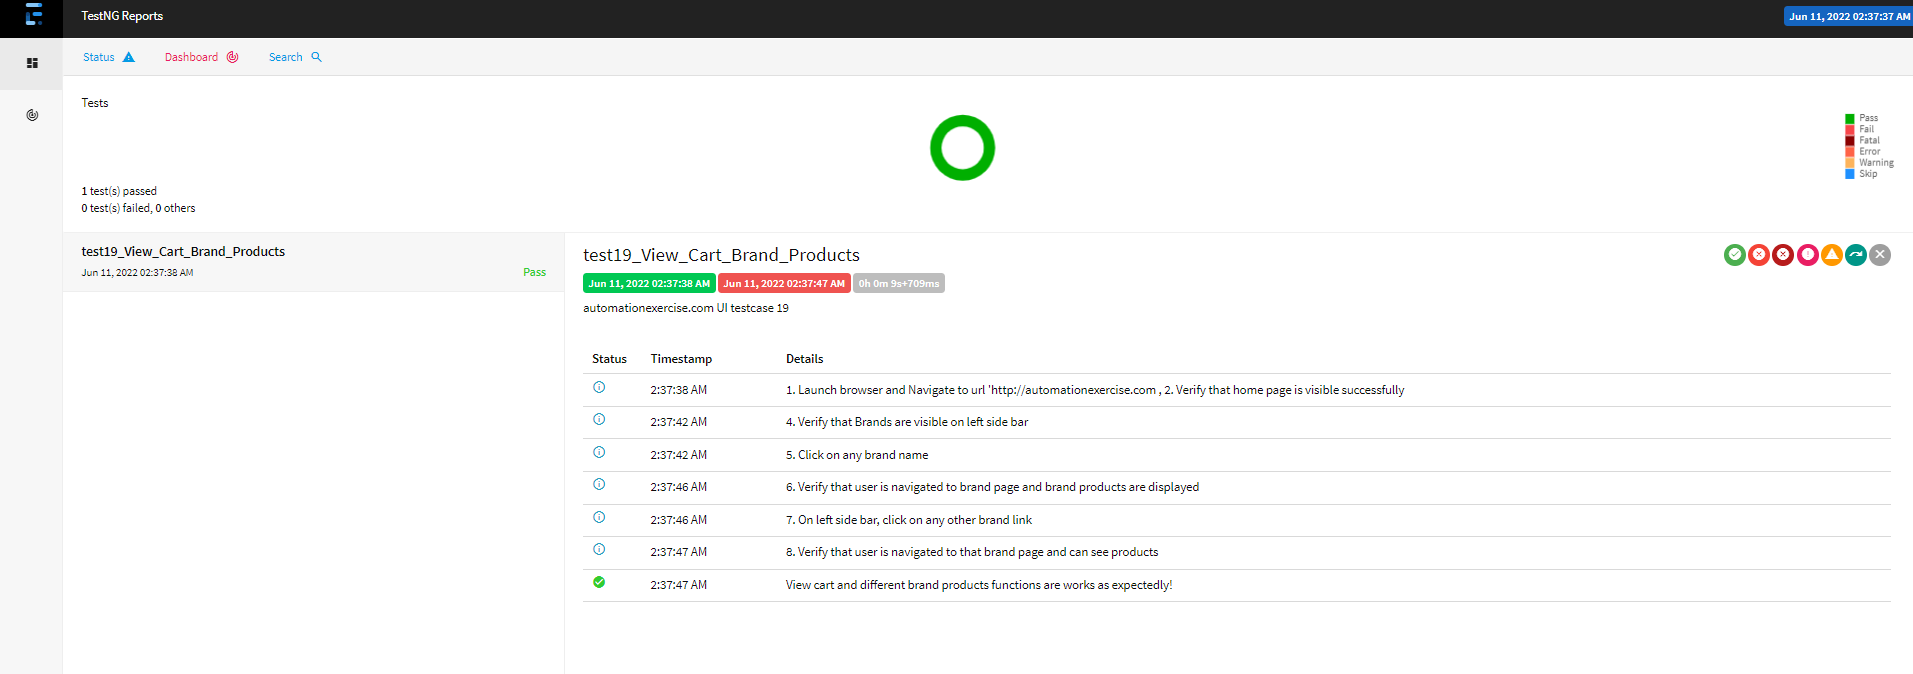 TestNG Reports
Jun 11, 2022 02:37:37 AM
Status Dashboard Search
Tests
1 test(s) passed
0 test(s) failed, 0 others
Pass
Fail
Fatal
Error
Warning
Skip
test19_View_Cart_Brand_Products
Jun 11, 2022 02:37:38 AM Pass
test19_View_Cart_Brand_Products
Jun 11, 2022 02:37:38 AM Jun 11, 2022 02:37:47 AM 0h 0m 9s+709ms
automationexercise.com UI testcase 19
Status Timestamp Details
2:37:38 AM 1. Launch browser and Navigate to url 'http://automationexercise.com , 2. Verify that home page is visible successfully
2:37:42 AM 4. Verify that Brands are visible on left side bar
2:37:42 AM 5. Click on any brand name
2:37:46 AM 6. Verify that user is navigated to brand page and brand products are displayed
2:37:46 AM 7. On left side bar, click on any other brand link
2:37:47 AM 8. Verify that user is navigated to that brand page and can see products
2:37:47 AM View cart and different brand products functions are works as expectedly!